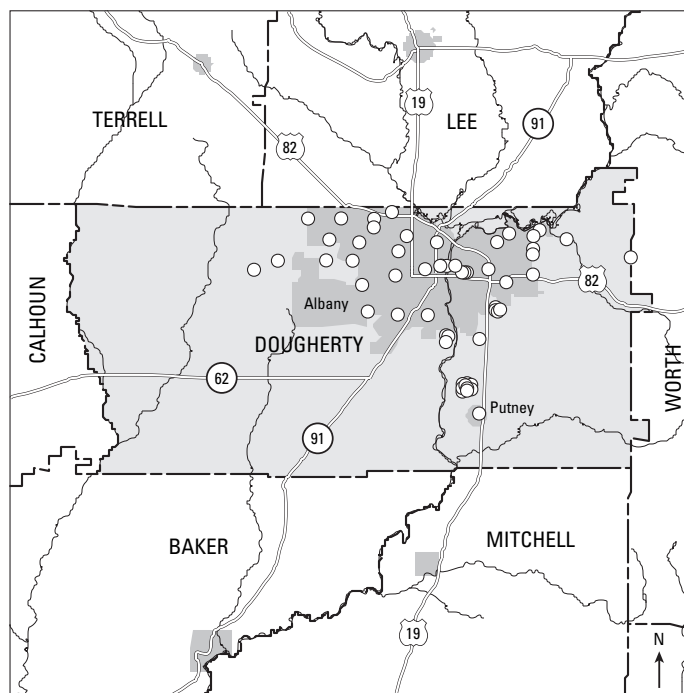 TERRELL
19
LEE
91
82
CALHOUN
Albany
82
DOUGHERTY
WORTH
62
Putney
91
BAKER
MITCHELL
19
N